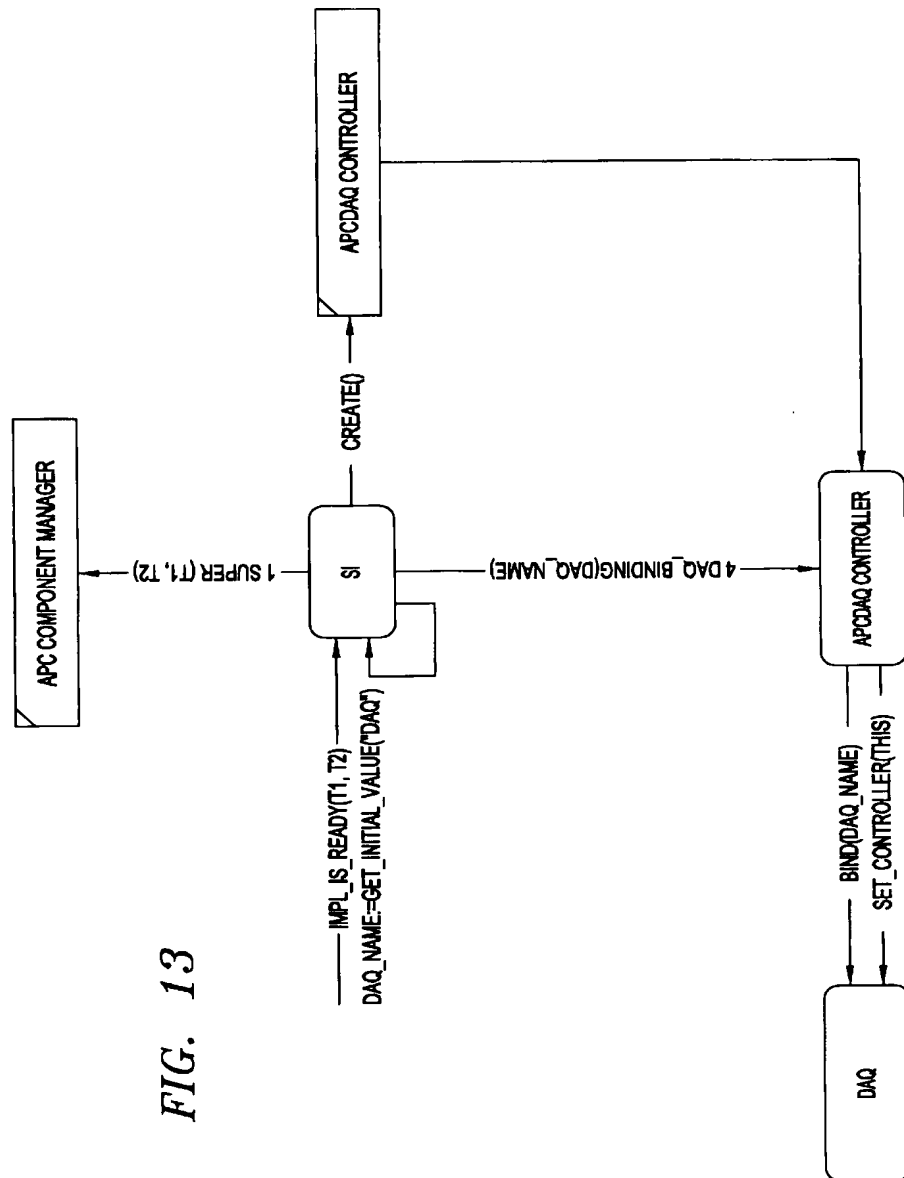 FIG. 13
APC COMPONENT MANAGER
1 SUPER (T1, T2)
IMPL_IS_READY(T1, T2)
DAQ_NAME:=GET_INITIAL_VALUE("DAQ")
SI
CREATE()
APCDAQ CONTROLLER
4 DAQ_BINDING(DAQ_NAME)
DAQ
BIND(DAQ_NAME)
SET_CONTROLLER(THIS)
APCDAQ CONTROLLER